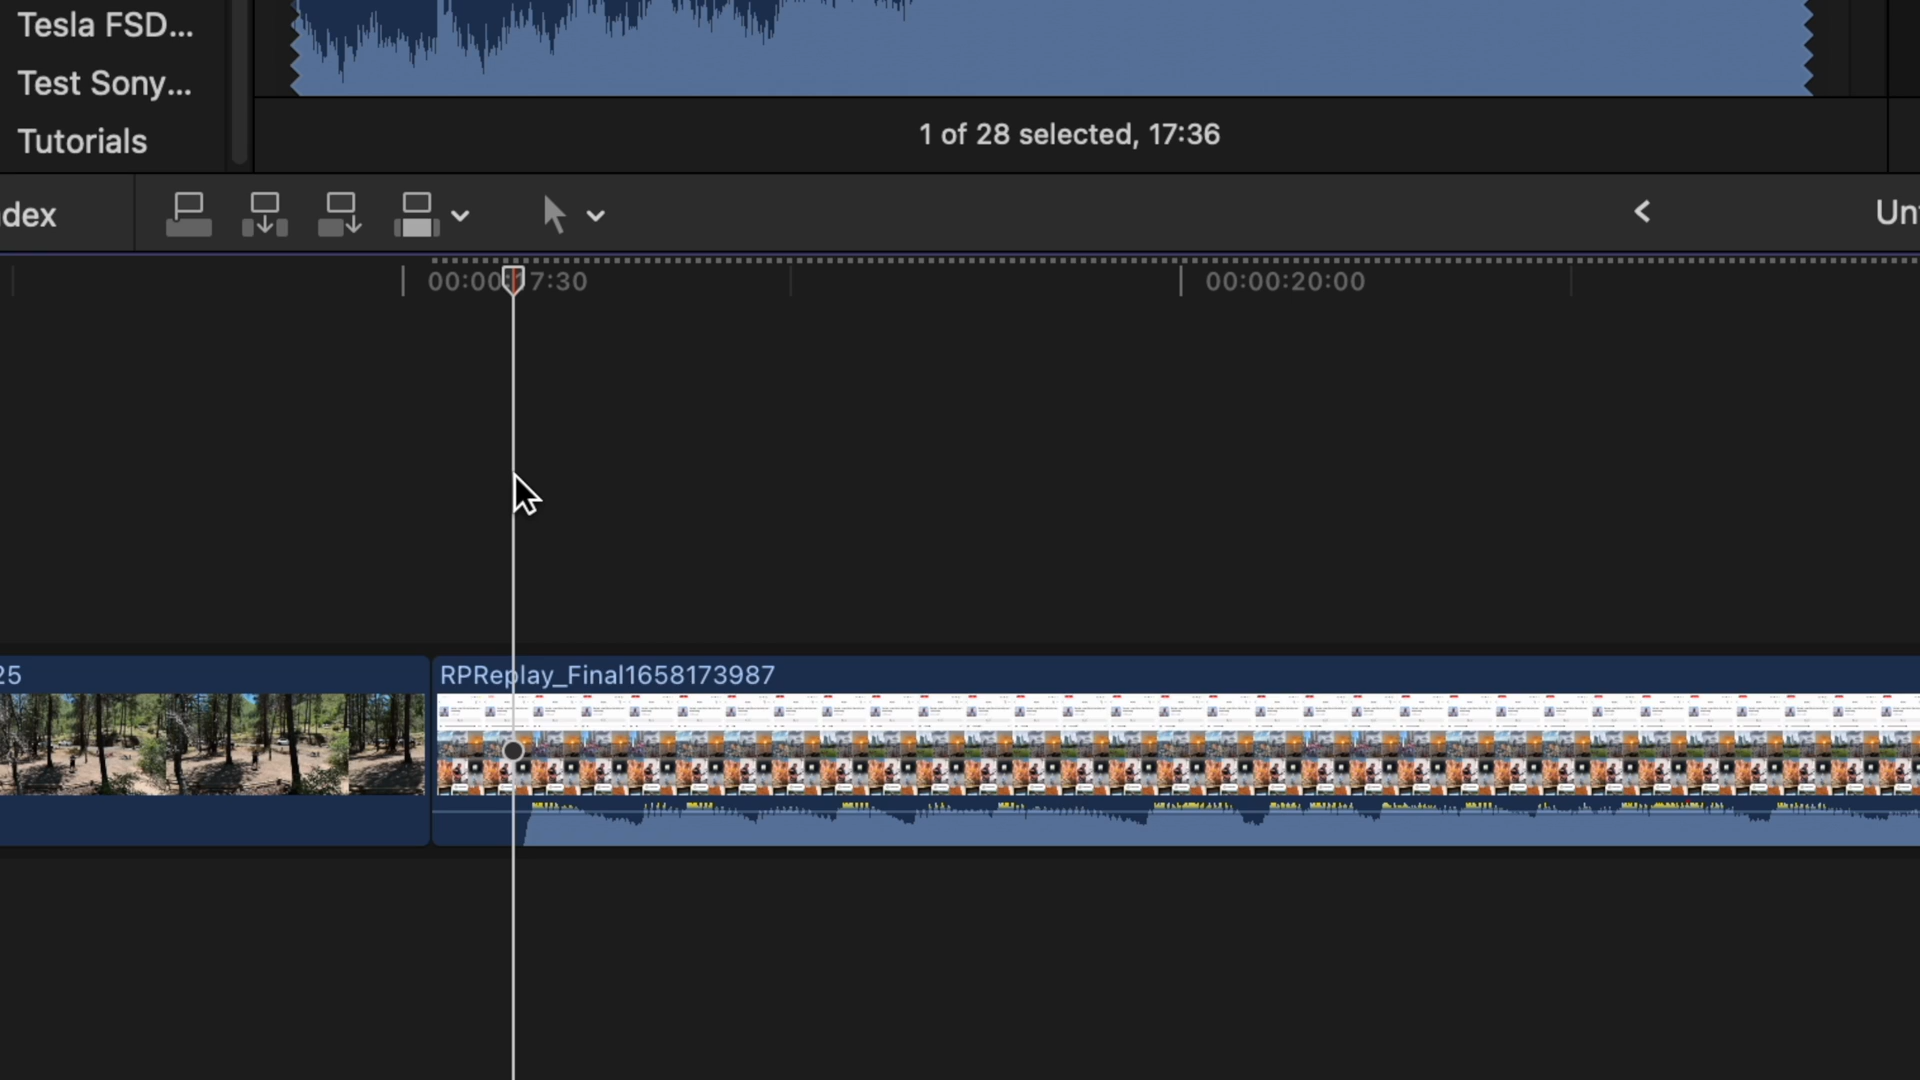 Tesla FSD...
Test Sony...
Tutorials
1 of 28 selected, 17:36
dex
Un
00:00:17:30
00:00:20:00
25
RPReplay_Final1658173987